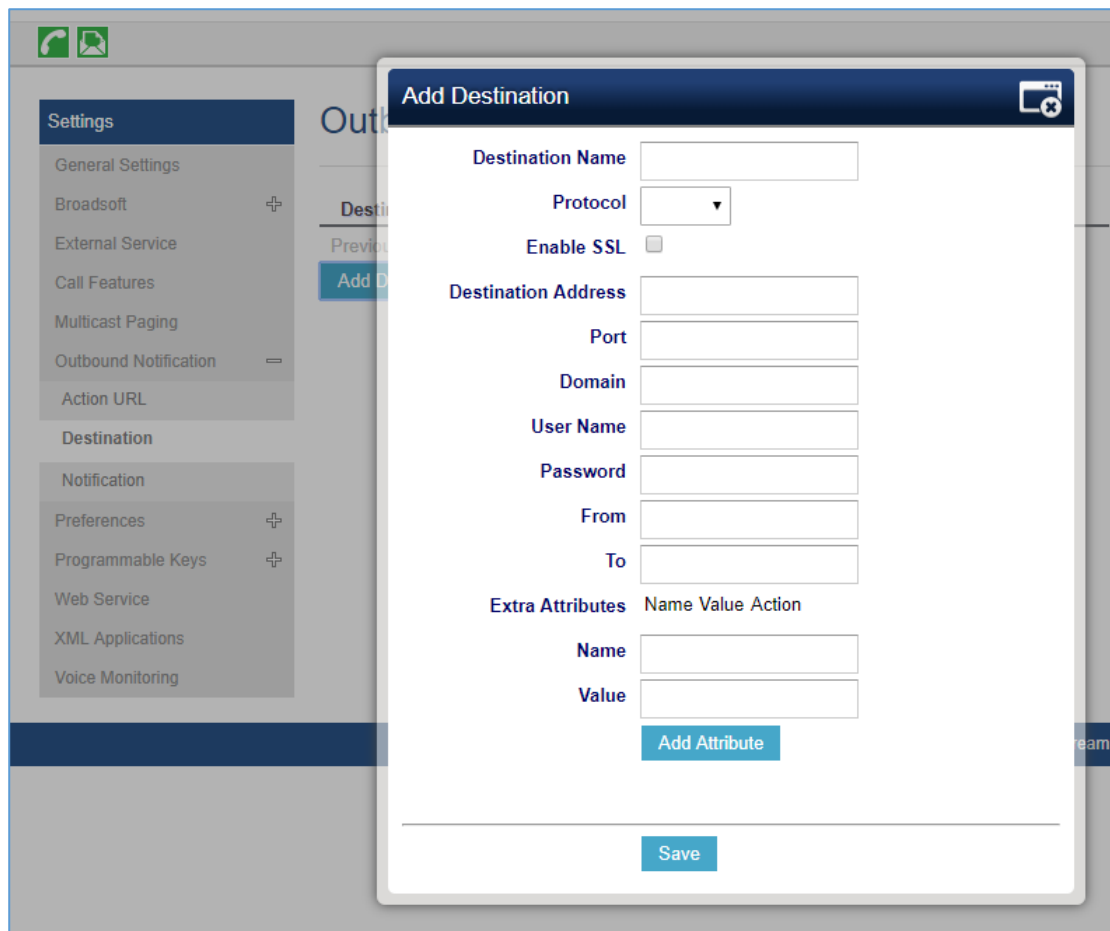 Settings
General Settings
Broadsoft
External Service
Call Features
Multicast Paging
Outbound Notification
Action URL
Destination
Notification
Preferences
Programmable Keys
Web Service
XML Applications
Voice Monitoring
Add Destination
Destination Name
Protocol
Enable SSL
Destination Address
Port
Domain
User Name
Password
From
To
Extra Attributes Name Value Action
Name
Value
Add Attribute
Save